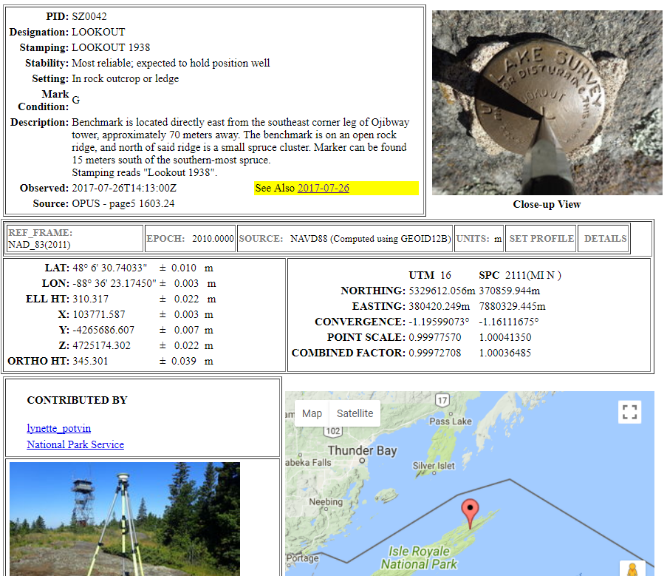 PID: SZ0042
Designation: LOOKOUT
Stamping: LOOKOUT 1938
Stability: Most reliable; expected to hold position well
Setting: In rock outcrop or ledge
Mark Condition: G
Description: Benchmark is located directly east from the southeast corner leg of Ojibway
tower, approximately 70 meters away. The benchmark is on an open rock
ridge, and north of said ridge is a small spruce cluster. Marker can be found
15 meters south of the southern-most spruce.
Stamping reads "Lookout 1938".
Observed: 2017-07-26T14:13:00Z See Also 2017-07-26
Source: OPUS - page5 1603.24
LAKE SURVEY
Close-up View
REF_FRAME: NAD_83(2011) EPOCH: 2010.0000 SOURCE: NAVD88 (Computed using GEOID12B) UNITS: m SET PROFILE DETAILS
LAT: 48° 6' 30.74033" ± 0.010 m
LON: -88° 36' 23.17450" ± 0.003 m
ELL HT: 310.317 ± 0.022 m
X: 103771.587 ± 0.003 m
Y: -4265686.607 ± 0.007 m
Z: 4725174.302 ± 0.022 m
ORTHO HT: 345.301 ± 0.039 m
UTM 16 SPC 2111(MI N )
NORTHING: 5329612.056m 370859.944m
EASTING: 380420.249m 7880329.445m
CONVERGENCE: -1.19599073° -1.16111675°
POINT SCALE: 0.99977570 1.00041350
COMBINED FACTOR: 0.99972708 1.00036485
CONTRIBUTED BY
lynette_potvin
National Park Service
Map Satellite
17
Pass Lake
102
Thunder Bay
abeka Falls
Silver Islet
Neebing
Portage
Isle Royale
National Park